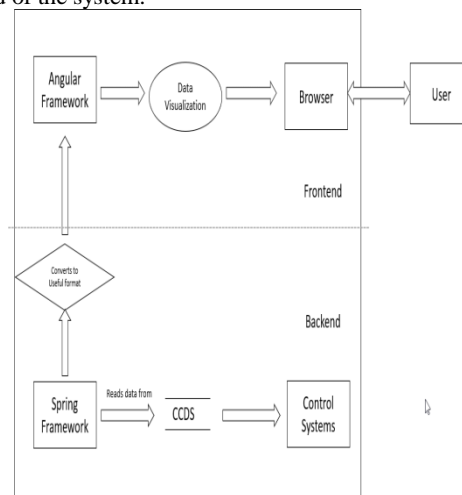 d of the system.
Angular
Framework
Data
Visualization
Browser
User
Frontend
Converts to
Useful format
Backend
Spring
Framework
Reads data from
CCDS
Control
Systems